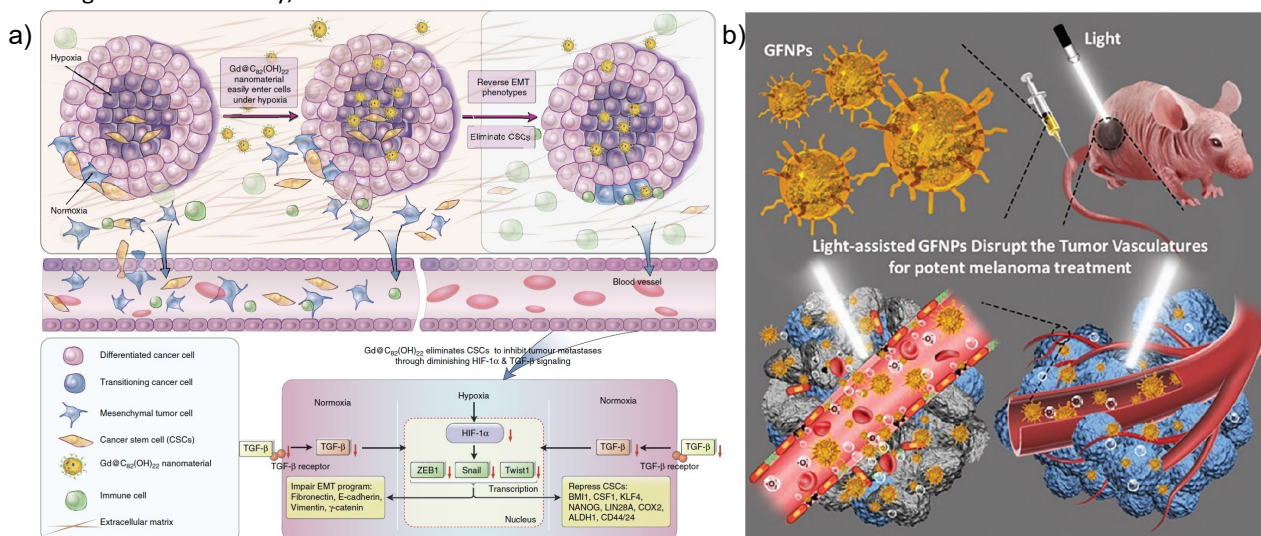 a)
Hypoxia
Normoxia
Gd@C₈₂(OH)₂₂
nanomaterial
easily enter cells
under hypoxia
Reverse EMT
phenotypes
Eliminate CSCs
Blood vessel
Differentiated cancer cell
Transitioning cancer cell
Mesenchymal tumor cell
Cancer stem cell (CSCs)
Gd@C₈₂(OH)₂₂ nanomaterial
Immune cell
Extracellular matrix
Gd@C₈₂(OH)₂₂ eliminates CSCs to inhibit tumour metastases
through diminishing HIF-1α & TGF-β signaling
Normoxia
Hypoxia
Normoxia
HIF-1α
TGF-β
TGF-β
TGF-β receptor
TGF-β
TGF-β
TGF-β receptor
ZEB1
Snail
Twist1
Transcription
Nucleus
Impair EMT program:
Fibronectin, E-cadherin,
Vimentin, γ-catenin
Repress CSCs:
BMI1, CSF1, KLF4,
NANOG, LIN28A, COX2,
ALDH1, CD44/24
b)
GFNPs
Light
Light-assisted GFNPs Disrupt the Tumor Vasculatures
for potent melanoma treatment